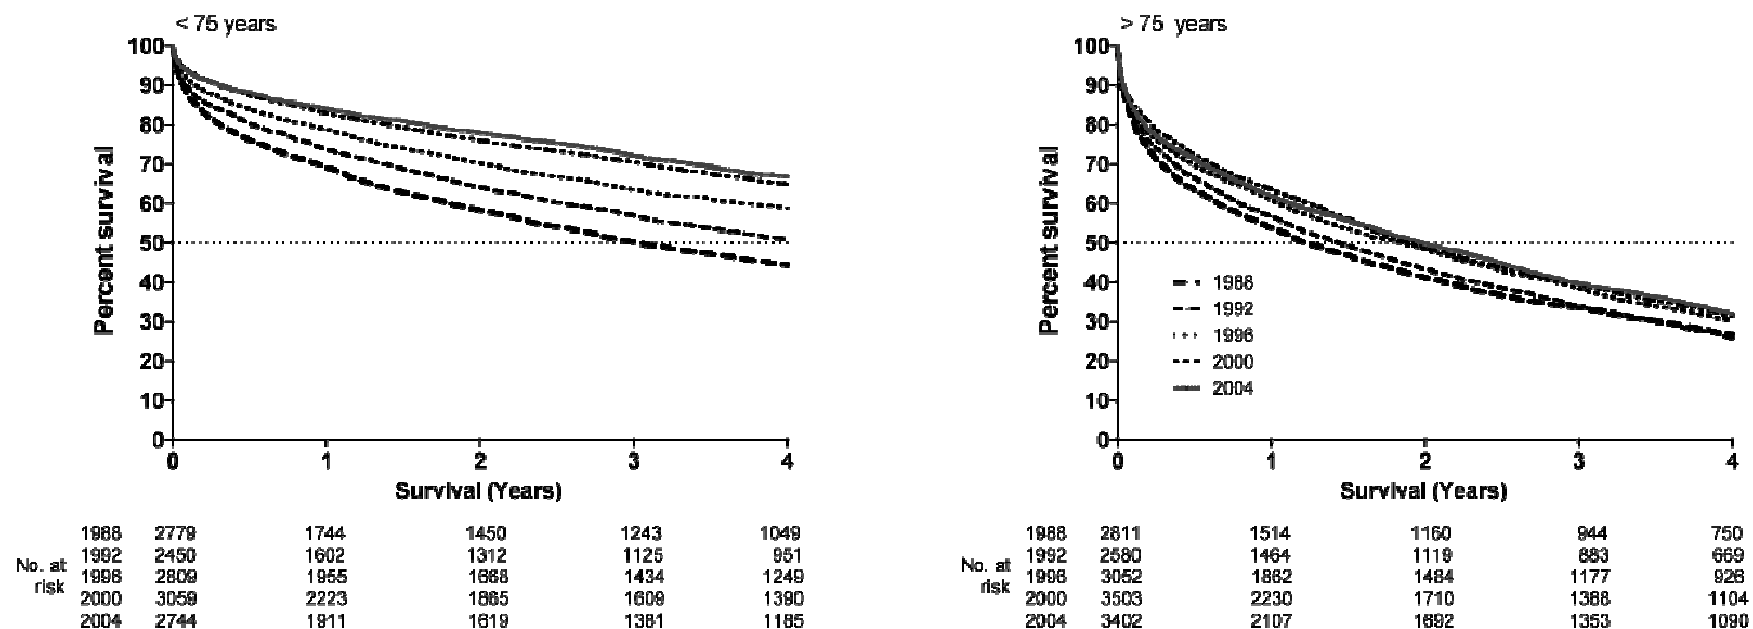 < 75 years
100
90
80
70
60
50
40
30
20
10
0
Percent survival
0 1 2 3 4
Survival (Years)
No. at risk
1988 2779 1744 1450 1243 1049
1992 2450 1602 1312 1125 951
1996 2809 1955 1668 1434 1249
2000 3059 2223 1865 1609 1390
2004 2744 1911 1619 1381 1185
> 75 years
100
90
80
70
60
50
40
30
20
10
0
Percent survival
1988
1992
1996
2000
2004
0 1 2 3 4
Survival (Years)
No. at risk
1988 2811 1514 1160 944 750
1992 2580 1464 1119 883 669
1996 3052 1862 1484 1177 926
2000 3503 2230 1710 1388 1104
2004 3402 2107 1692 1353 1090